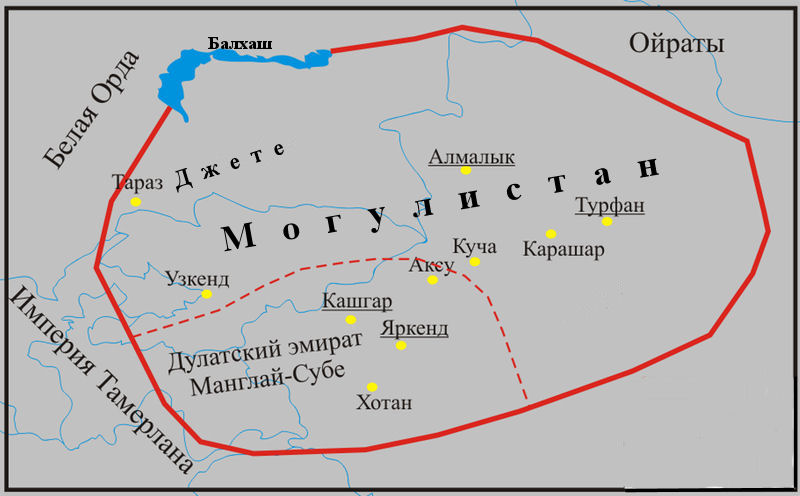 Балхаш
Ойраты
Белая Орда
Джете
Алмалык
Тараз
Могулистан
Турфан
Карашар
Куча
Аксу
Узкенд
Кашгар
Яркенд
Дулатский эмират
Манглай-Субе
Хотан
Империя Тамерлана